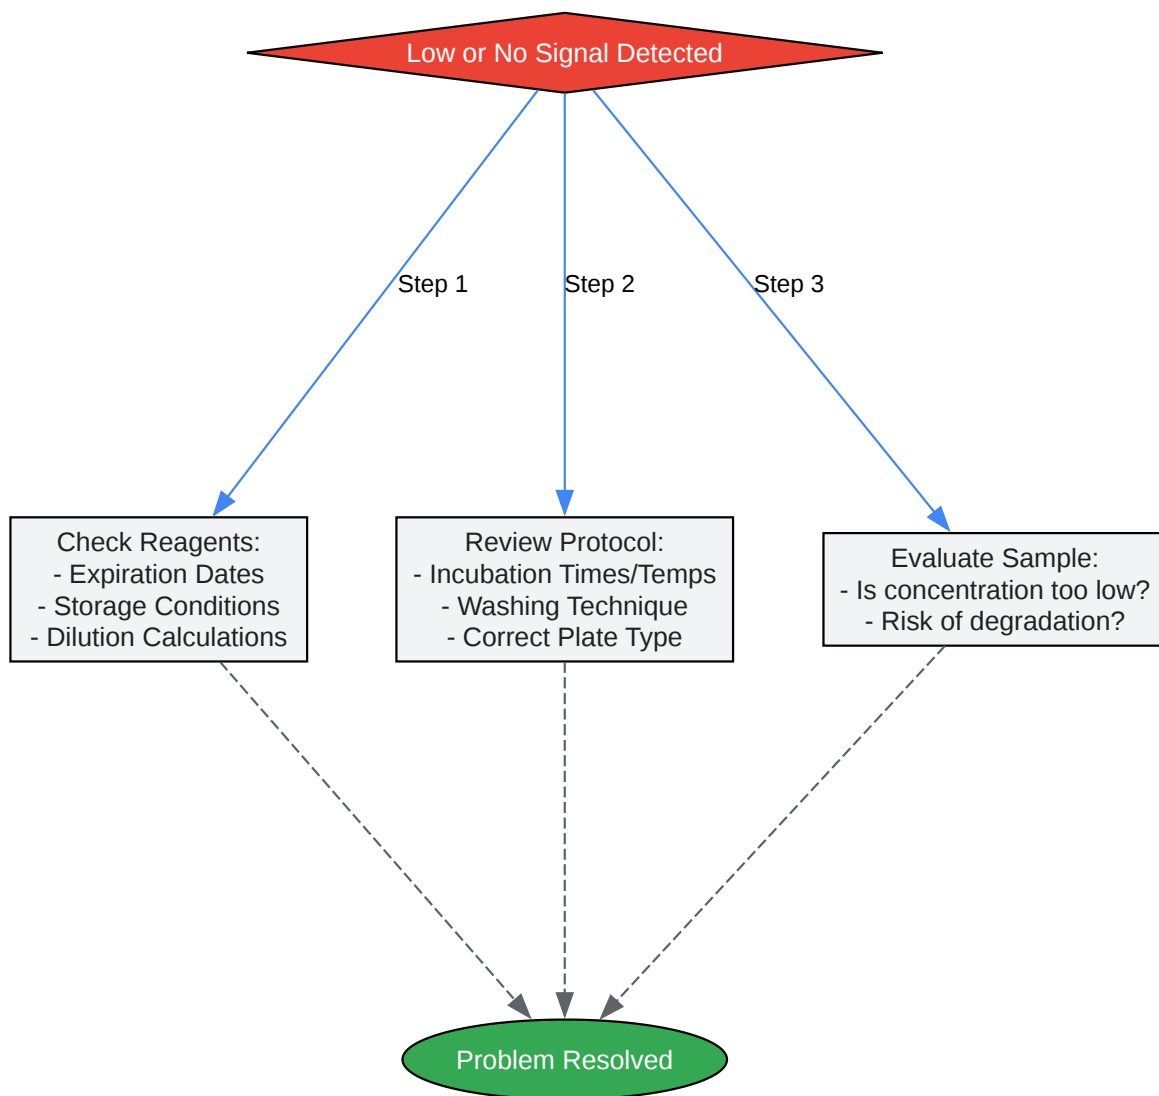 Low or No Signal Detected
Step 1
Step 2
Step 3
Check Reagents:
- Expiration Dates
- Storage Conditions
- Dilution Calculations
Review Protocol:
- Incubation Times/Temps
- Washing Technique
- Correct Plate Type
Evaluate Sample:
- Is concentration too low?
- Risk of degradation?
Problem Resolved